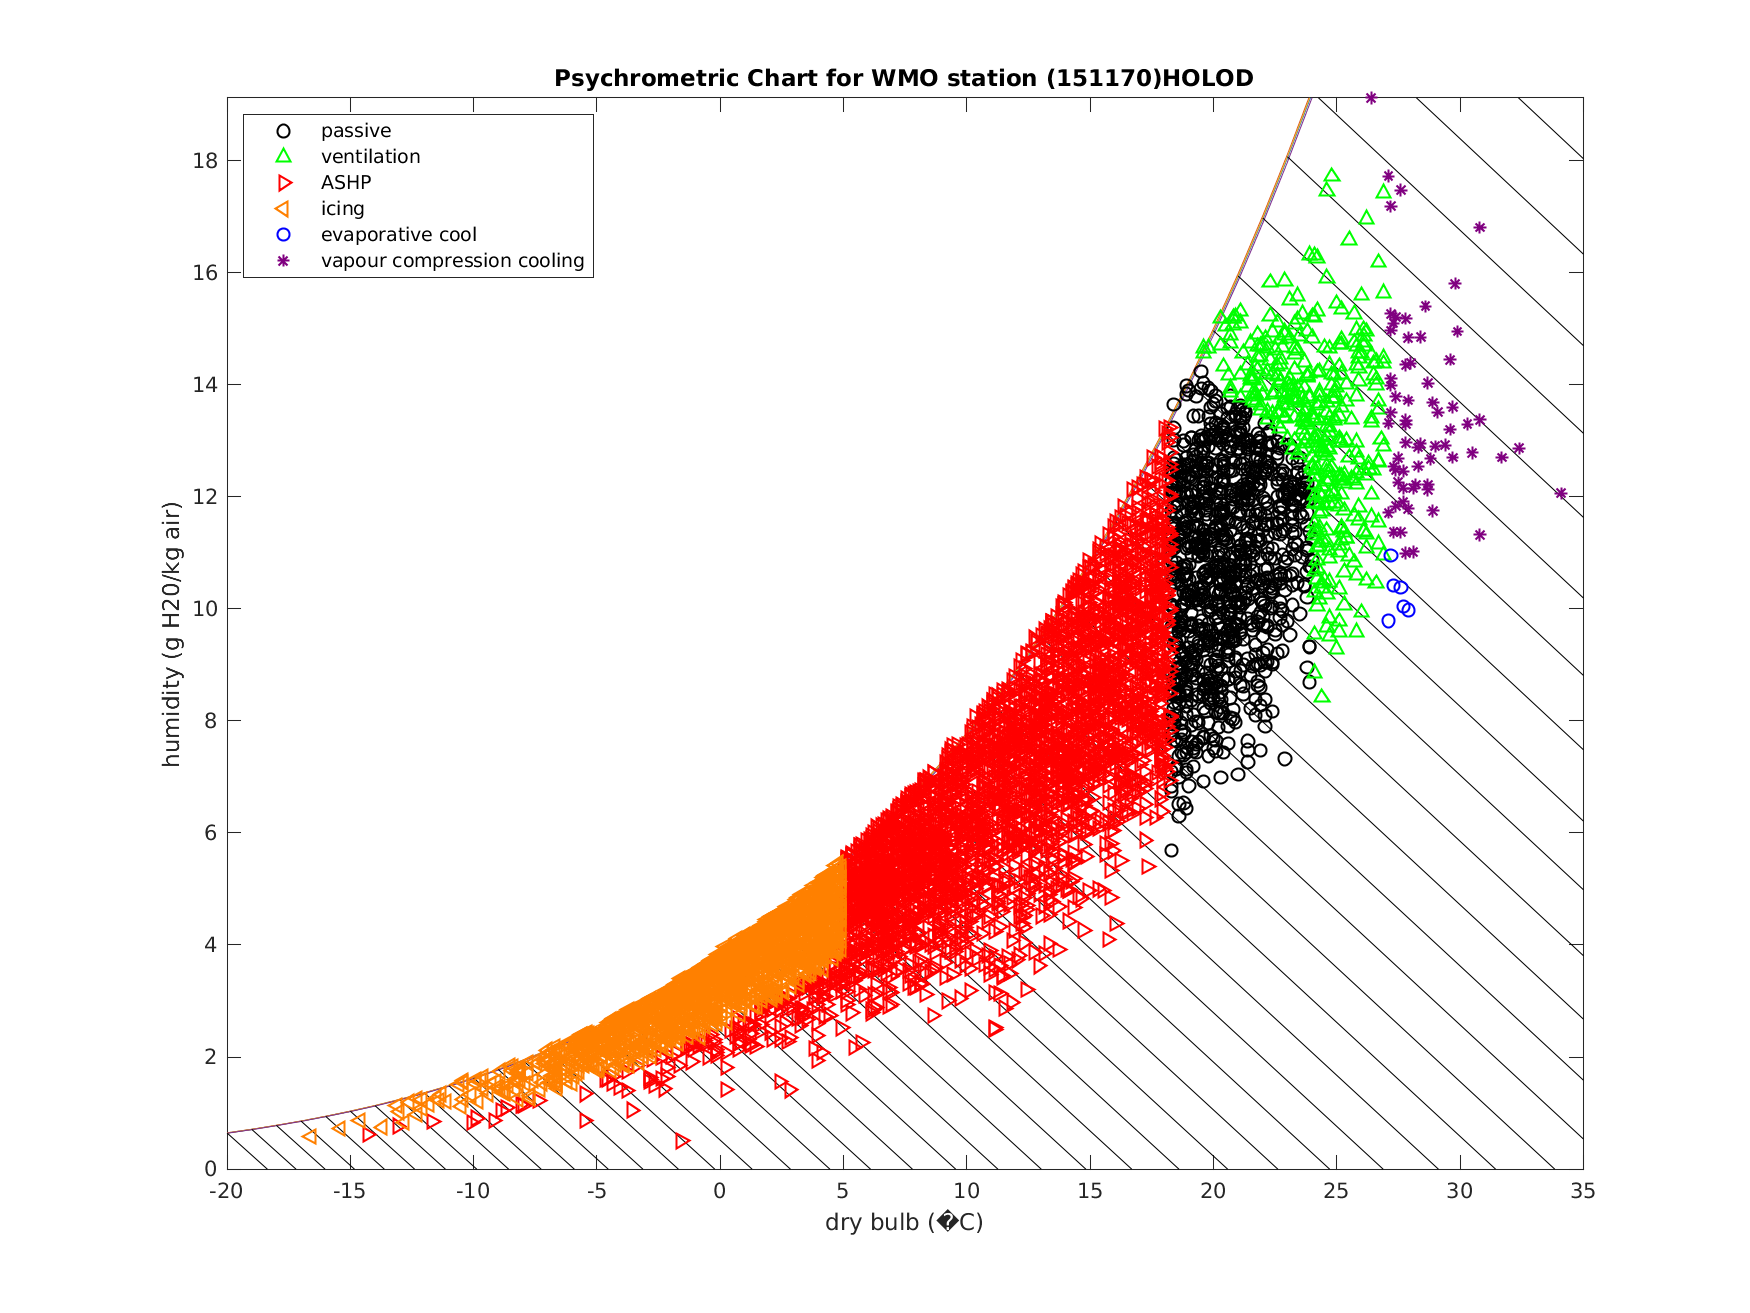 Psychrometric Chart for WMO station (151170)HOLOD
passive
ventilation
ASHP
icing
evaporative cool
vapour compression cooling
humidity (g H20/kg air)
18
16
14
12
10
8
6
4
2
0
-20 -15 -10 -5 0 5 10 15 20 25 30 35
dry bulb (�C)